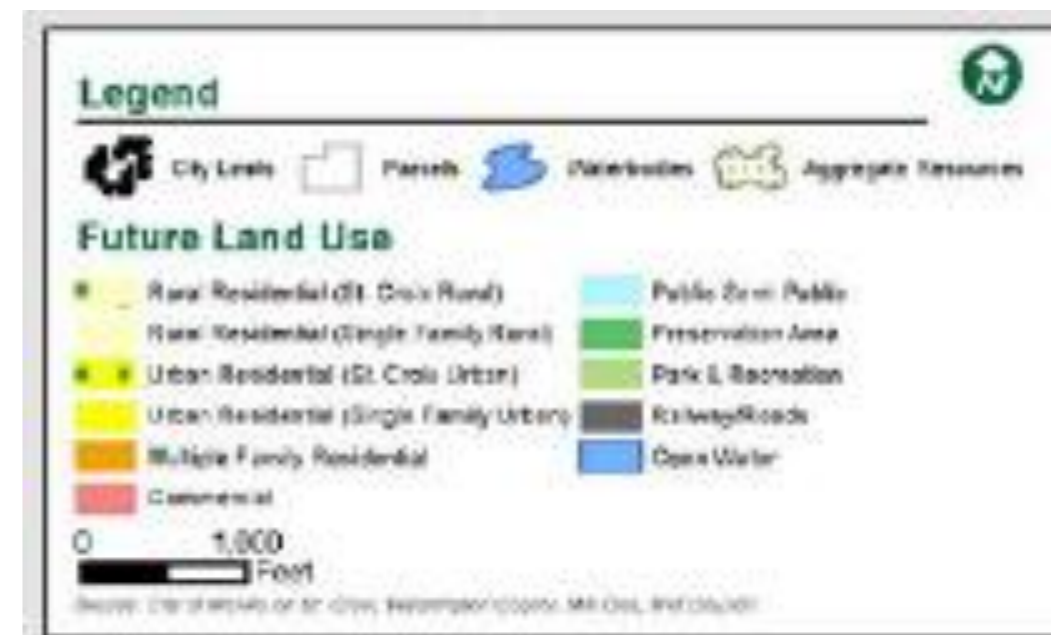 Legend
City Limits Parcels Waterbodies Aggregate Resources
Future Land Use
Rural Residential (St. Croix Rural)
Rural Residential (Single Family Rural)
Urban Residential (St. Croix Urban)
Urban Residential (Single Family Urban)
Multiple Family Residential
Commercial
Public Semi Public
Preservation Area
Park & Recreation
Railway/Roads
Open Water
0 1,000
Feet